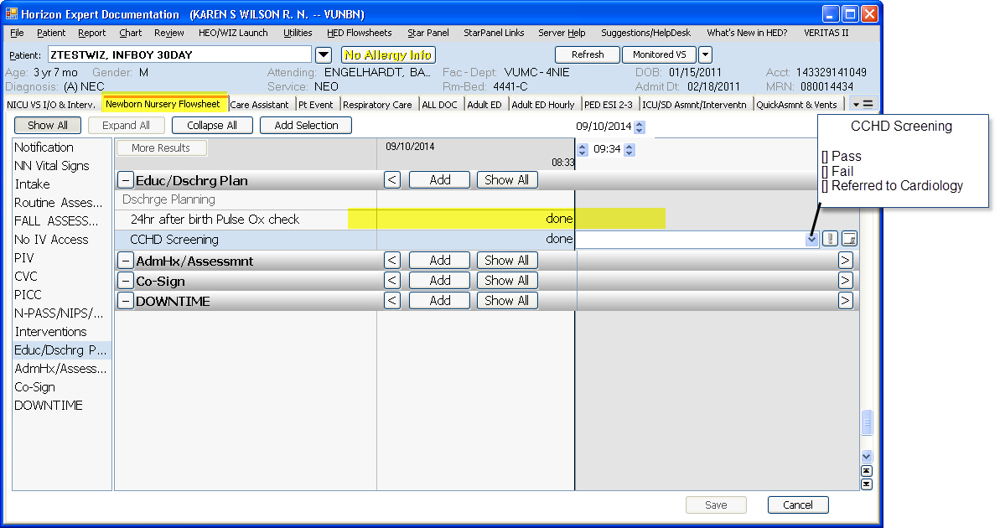 Horizon Expert Documentation (KAREN S WILSON R. N. -- VUNBN)
File Patient Report Chart Review HEO/WIZ Launch Utilities HED Flowsheets Star Panel StarPanel Links Server Help Suggestions/HelpDesk What's New in HED? VERITAS II
Patient: ZTESTWIZ, INFBOY 30DAY No Allergy Info Refresh Monitored VS
Age: 3 yr 7 mo Gender: M Attending: ENGELHARDT, BA... Fac-Dept: VUMC-4NIE DOB: 01/15/2011 Acct: 143329141049
Diagnosis: (A) NEC Service: NEO Rm-Bed: 4441-C Admit Dt: 02/18/2011 MRN: 080014434
NICU VS I/O & Interv. Newborn Nursery Flowsheet Care Assistant Pt Event Respiratory Care ALL DOC Adult ED Adult ED Hourly PED ESI 2-3 ICU/SD Asmnt/Interventn QuickAsmnt & Vents
Show All Expand All Collapse All Add Selection 09/10/2014
More Results 09/10/2014 09:34
08:33
Notification
NN Vital Signs
Intake
Routine Asses...
FALL ASSESS...
No IV Access
PIV
CVC
PICC
N-PASS/NIPS/...
Interventions
Educ/Dschrg P...
AdmHx/Assess...
Co-Sign
DOWNTIME
− Educ/Dschrg Plan < Add Show All
Dschrge Planning
24hr after birth Pulse Ox check done
CCHD Screening done
− AdmHx/Assessmnt < Add Show All >
− Co-Sign < Add Show All >
− DOWNTIME < Add Show All >
CCHD Screening
[] Pass
[] Fail
[] Referred to Cardiology
Save Cancel